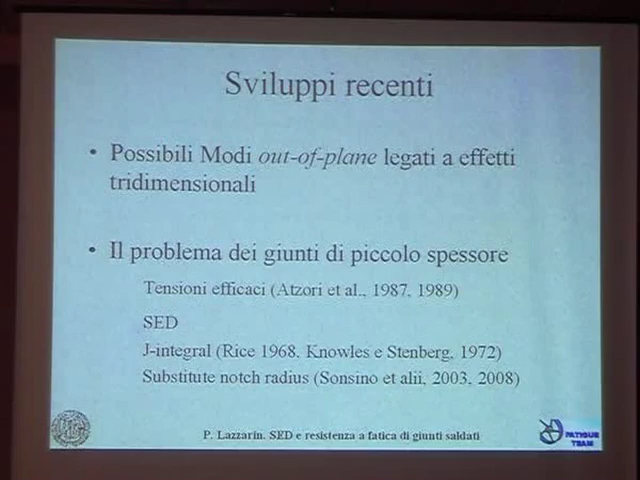 Sviluppi recenti
• Possibili Modi out-of-plane legati a effetti
tridimensionali
• Il problema dei giunti di piccolo spessore
Tensioni efficaci (Atzori et al., 1987, 1989)
SED
J-integral (Rice 1968, Knowles e Stenberg, 1972)
Substitute notch radius (Sonsino et alii, 2003, 2008)
P. Lazzarin. SED e resistenza a fatica di giunti saldati
FATIGUE
TEAM